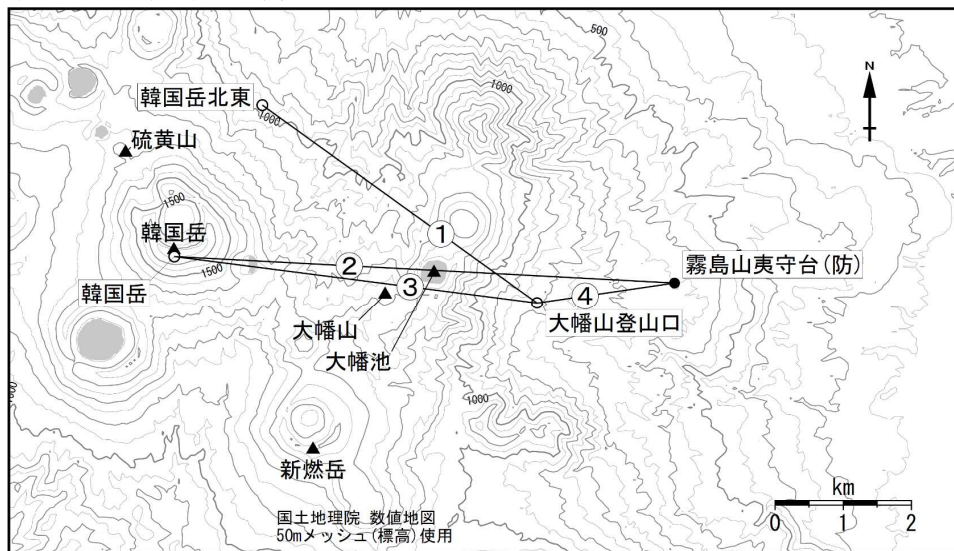 500
N
韓国岳北東
1000
1000
硫黄山
1500
韓国岳
1500
①
②
③
④
霧島山夷守台(防)
韓国岳
大幡山
大幡池
大幡山登山口
1000
新燃岳
km
0 1 2
国土地理院 数値地図
50mメッシュ(標高)使用